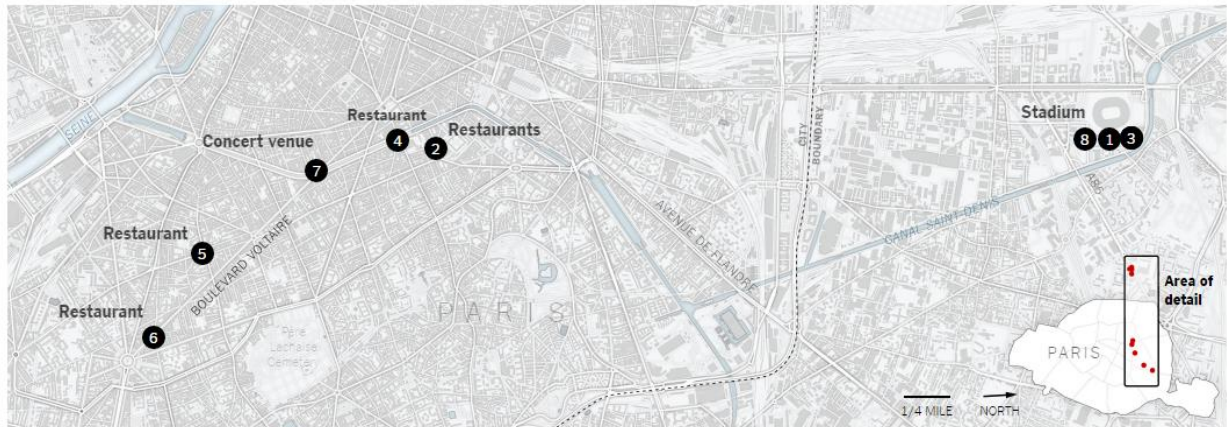 SEINE
Concert venue
7
Restaurant
4
Restaurants
2
Restaurant
5
Restaurant
6
BOULEVARD VOLTAIRE
Père
Lachaise
Cemetery
PARIS
AVENUE DE FLANDRE
CITY
BOUNDARY
CANAL SAINT-DENIS
Stadium
8
1
3
A86
Area of
detail
PARIS
1/4 MILE
NORTH